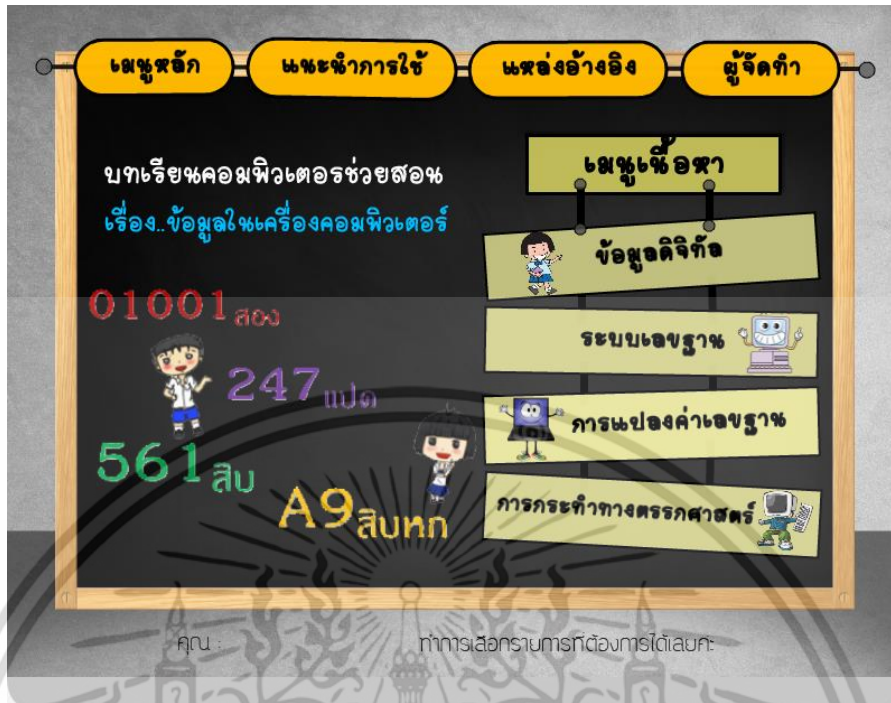 เมนูหลัก แนะนำการใช้ แหล่งอ้างอิง ผู้จัดทำ
บทเรียนคอมพิวเตอร์ช่วยสอน
เรื่อง..ข้อมูลในเครื่องคอมพิวเตอร์
01001สอง
247แปด
561สิบ
A9สิบหก
เมนูเนื้อหา
ข้อมูลดิจิทัล
ระบบเลขฐาน
การแปลงค่าเลขฐาน
การกระทำทางตรรกศาสตร์
คุณ : ทำการเลือกรายการที่ต้องการได้เลยค่ะ